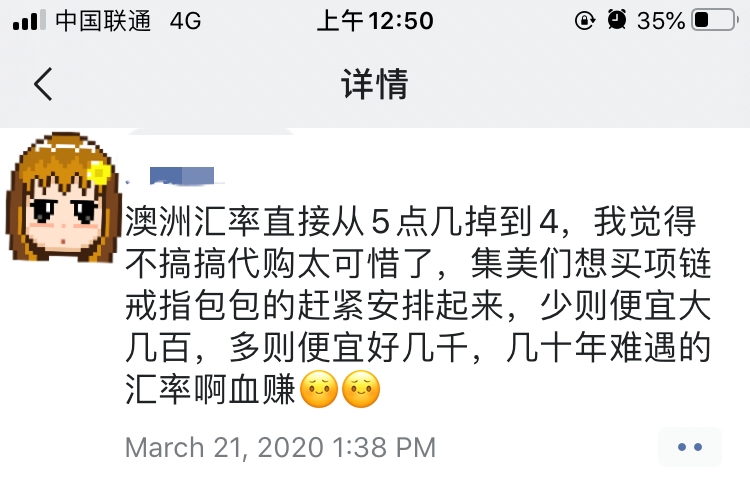 中国联通 4G 上午12:50 35%
详情
澳洲汇率直接从5点几掉到4，我觉得
不搞搞代购太可惜了，集美们想买项链
戒指包包的赶紧安排起来，少则便宜大
几百，多则便宜好几千，几十年难遇的
汇率啊血赚
March 21, 2020 1:38 PM